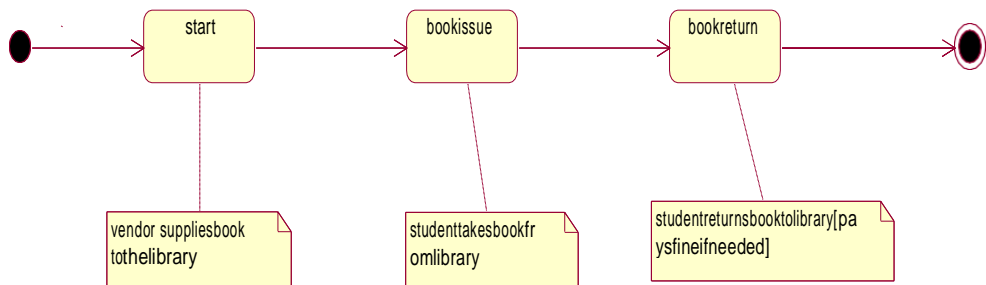 start
bookissue
bookreturn
vendor suppliesbook
tothelibrary
studenttakesbookfr
omlibrary
studentreturnsbooktolibrary[pa
ysfineifneeded]